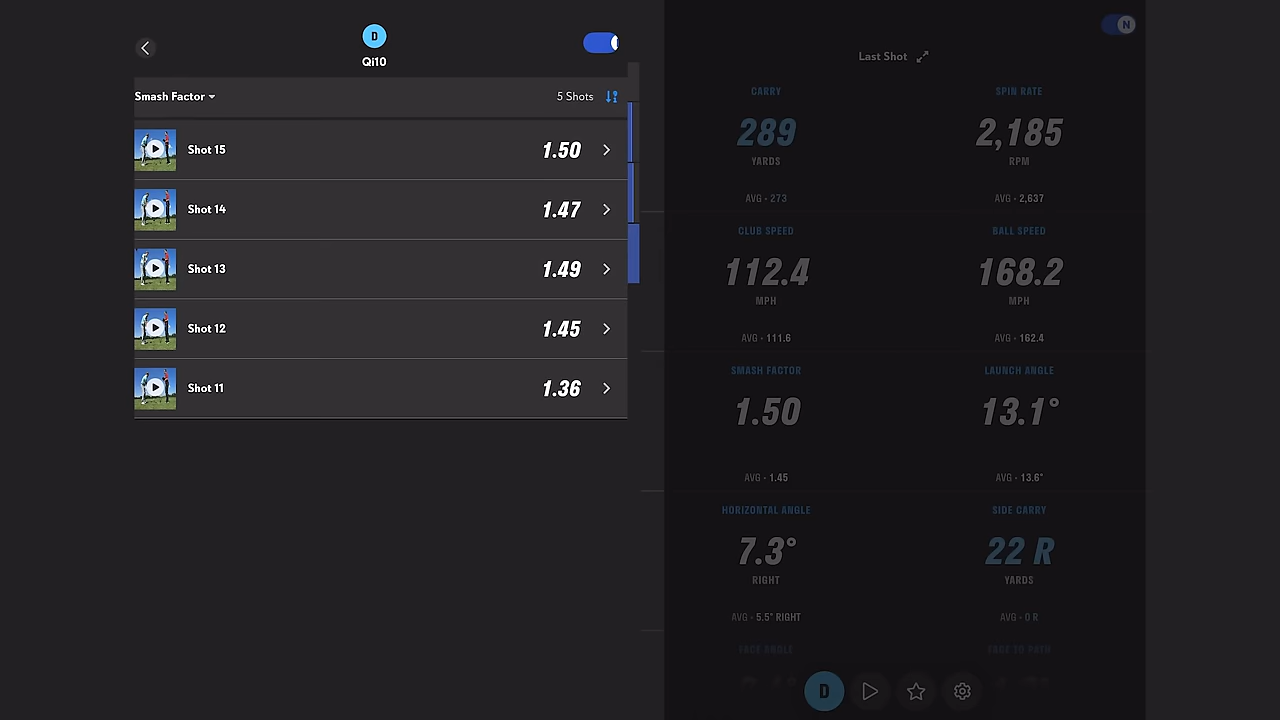 D
Qi10
Smash Factor
5 Shots
Shot 15
1.50
Shot 14
1.47
Shot 13
1.49
Shot 12
1.45
Shot 11
1.36
N
Last Shot
CARRY
SPIN RATE
289
2,185
YARDS
RPM
AVG - 273
AVG - 2,637
CLUB SPEED
BALL SPEED
112.4
168.2
MPH
MPH
AVG - 111.6
AVG - 162.4
SMASH FACTOR
LAUNCH ANGLE
1.50
13.1°
AVG - 1.45
AVG - 13.6°
HORIZONTAL ANGLE
SIDE CARRY
7.3°
22 R
RIGHT
YARDS
AVG - 5.5° RIGHT
AVG - 0 R
FACE ANGLE
FACE TO PATH
D